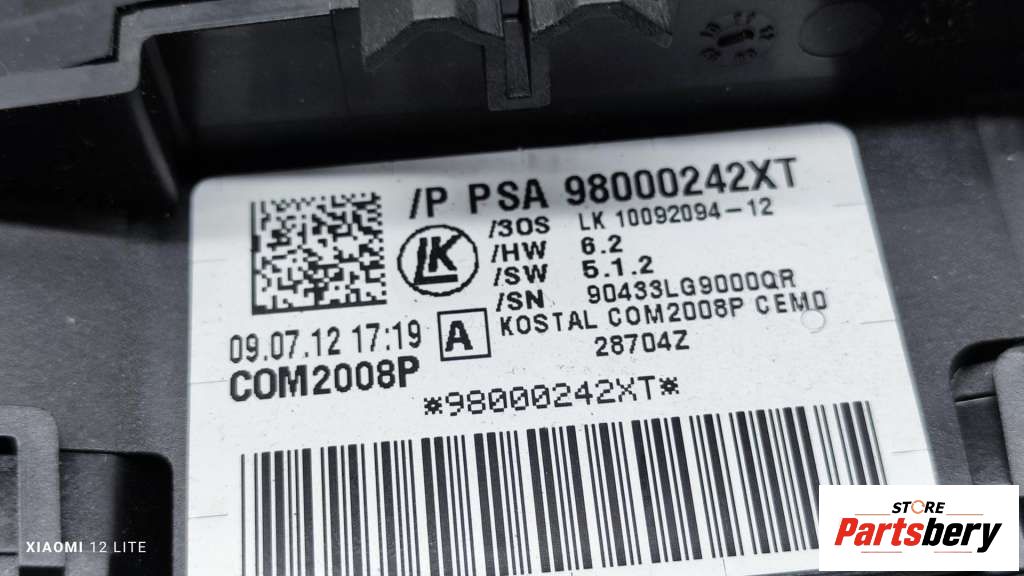 /P PSA 98000242XT
/3OS LK 10092094-12
LK
/HW 6.2
/SW 5.1.2
/SN 90433LG9000QR
09.07.12 17:19
A
KOSTAL COM2008P CEMO
28704Z
COM2008P
*98000242XT*
STORE
Partsbery
XIAOMI 12 LITE